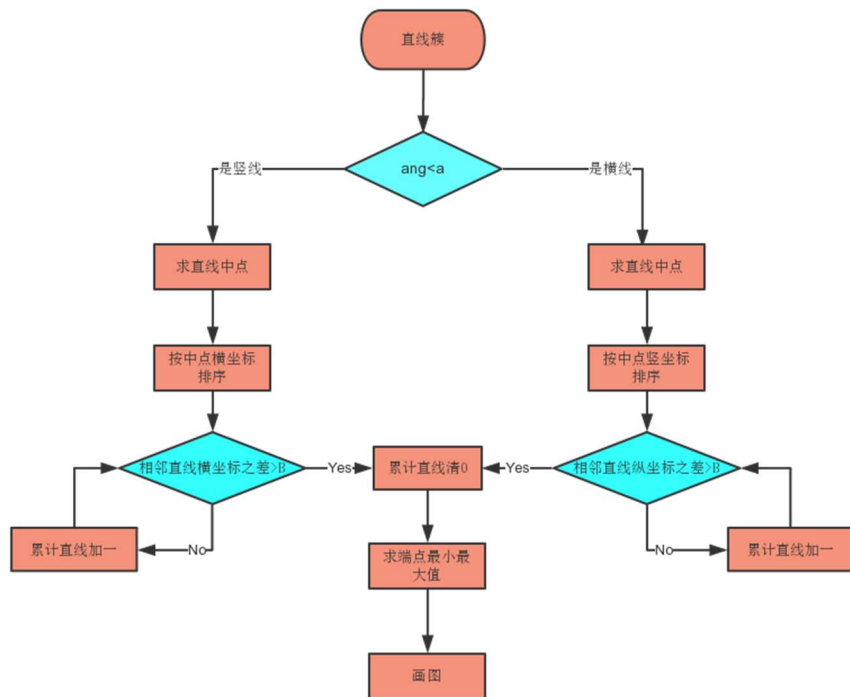 直线簇
ang<a
是竖线
是横线
求直线中点
求直线中点
按中点横坐标
排序
按中点竖坐标
排序
相邻直线横坐标之差>B
Yes
累计直线清0
Yes
相邻直线纵坐标之差>B
累计直线加一
No
求端点最小最
大值
No
累计直线加一
画图